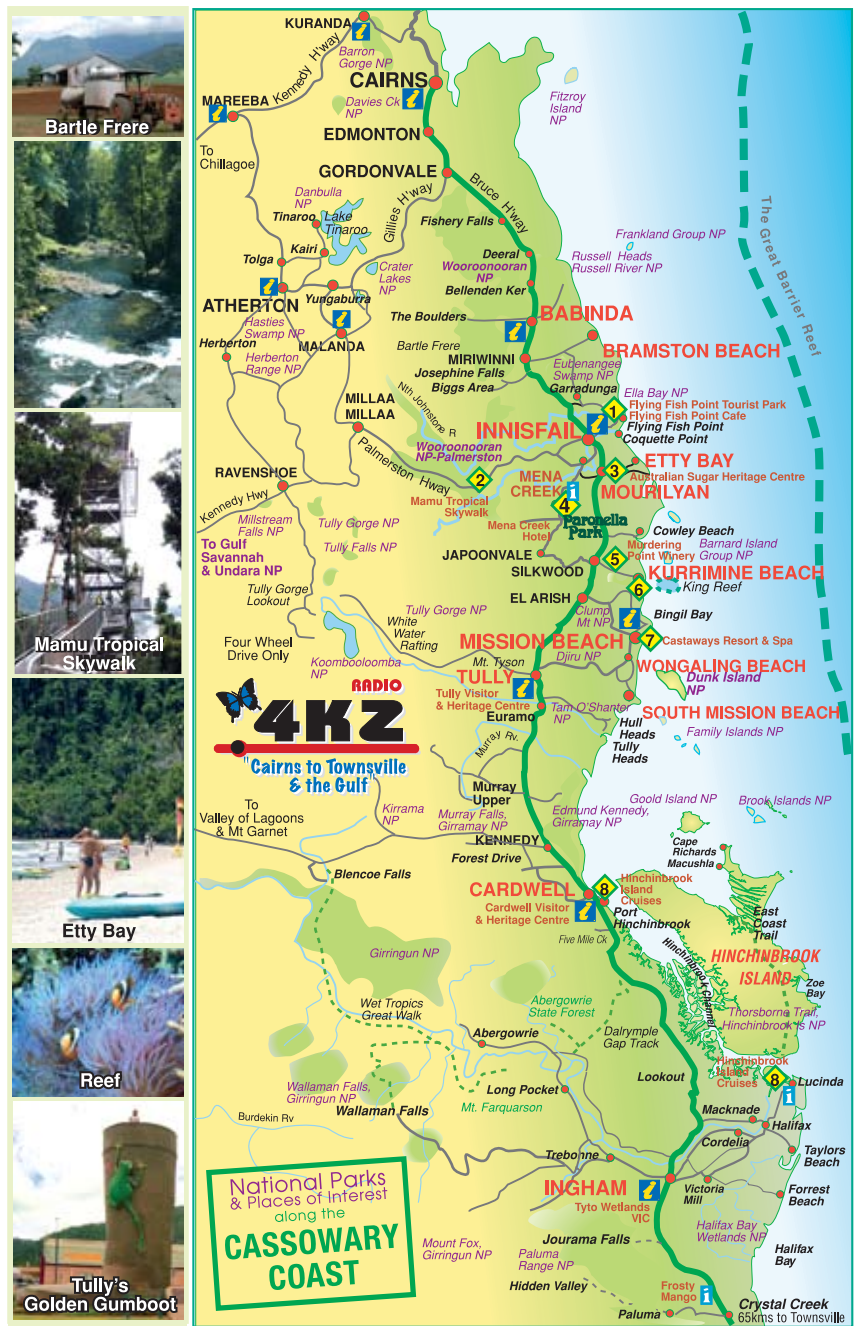 Bartle Frere
Mamu Tropical
Skywalk
Etty Bay
Reef
Tully's
Golden Gumboot
KURANDA
Kennedy H'way
Barron
Gorge NP
CAIRNS
MAREEBA
Davies Ck
NP
Fitzroy
Island
NP
EDMONTON
To
Chillagoe
GORDONVALE
Bruce H'way
Gillies H'way
Danbulla
NP
Tinaroo
Lake
Tinaroo
Fishery Falls
The Great Barrier Reef
Kairi
Tolga
Frankland Group NP
Deeral
Russell Heads
Russell River NP
Wooroonooran
NP
Crater
Lakes
NP
Bellenden Ker
ATHERTON
Yungaburra
The Boulders
BABINDA
Hasties
Swamp NP
Herberton
MALANDA
Bartle Frere
BRAMSTON BEACH
Herberton
Range NP
MIRIWINNI
Josephine Falls
Biggs Area
Eubenangee
Swamp NP
Garradunga
Ella Bay NP
MILLAA
MILLAA
Nth Johnstone R
1
Flying Fish Point Tourist Park
Flying Fish Point Cafe
Flying Fish Point
Coquette Point
INNISFAIL
Palmerston Hwy
Wooroonooran
NP-Palmerston
ETTY BAY
3
Australian Sugar Heritage Centre
RAVENSHOE
2
MENA
CREEK
MOURILYAN
Mamu Tropical
Skywalk
4
Kennedy Hwy
Millstream
Falls NP
Tully Gorge NP
Paronella
Park
Mena Creek
Hotel
Cowley Beach
To Gulf
Savannah
& Undara NP
Tully Falls NP
Murdering
Point Winery
Barnard Island
Group NP
JAPOONVALE
5
SILKWOOD
KURRIMINE BEACH
6
King Reef
Tully Gorge
Lookout
EL ARISH
Tully Gorge NP
Clump
Mt NP
Bingil Bay
White
Water
Rafting
Four Wheel
Drive Only
MISSION BEACH
7
Castaways Resort & Spa
Koombooloomba
NP
Mt. Tyson
Djiru NP
WONGALING BEACH
TULLY
Dunk Island
NP
Tully Visitor
& Heritage Centre
Tam O'Shanter
NP
SOUTH MISSION BEACH
Euramo
Hull
Heads
Family Islands NP
Tully
Heads
RADIO
4KZ
"Cairns to Townsville
& the Gulf"
Murray Rv.
Murray
Upper
To
Valley of Lagoons
& Mt Garnet
Kirrama
NP
Murray Falls,
Girramay NP
Edmund Kennedy,
Girramay NP
Goold Island NP
Brook Islands NP
KENNEDY
Forest Drive
Cape
Richards
Macushla
Blencoe Falls
CARDWELL
8
Hinchinbrook
Island
Cruises
Cardwell Visitor
& Heritage Centre
Port
Hinchinbrook
East
Coast
Trail
Five Mile Ck
Girringun NP
Hinchinbrook Channel
HINCHINBROOK
ISLAND
Zoe
Bay
Wet Tropics
Great Walk
Abergowrie
State Forest
Thorsborne Trail,
Hinchinbrook Is NP
Abergowrie
Dalrymple
Gap Track
Hinchinbrook
Island
Cruises
8
Lucinda
Lookout
Wallaman Falls,
Girringun NP
Long Pocket
Wallaman Falls
Mt. Farquarson
Macknade
Halifax
Burdekin Rv
Cordelia
Trebonne
Taylors
Beach
INGHAM
Victoria
Mill
Forrest
Beach
Tyto Wetlands
VIC
National Parks
& Places of Interest
along the
CASSOWARY
COAST
Halifax Bay
Wetlands NP
Mount Fox,
Girringun NP
Jourama Falls
Paluma
Range NP
Halifax
Bay
Hidden Valley
Frosty
Mango
Paluma
Crystal Creek
65kms to Townsville